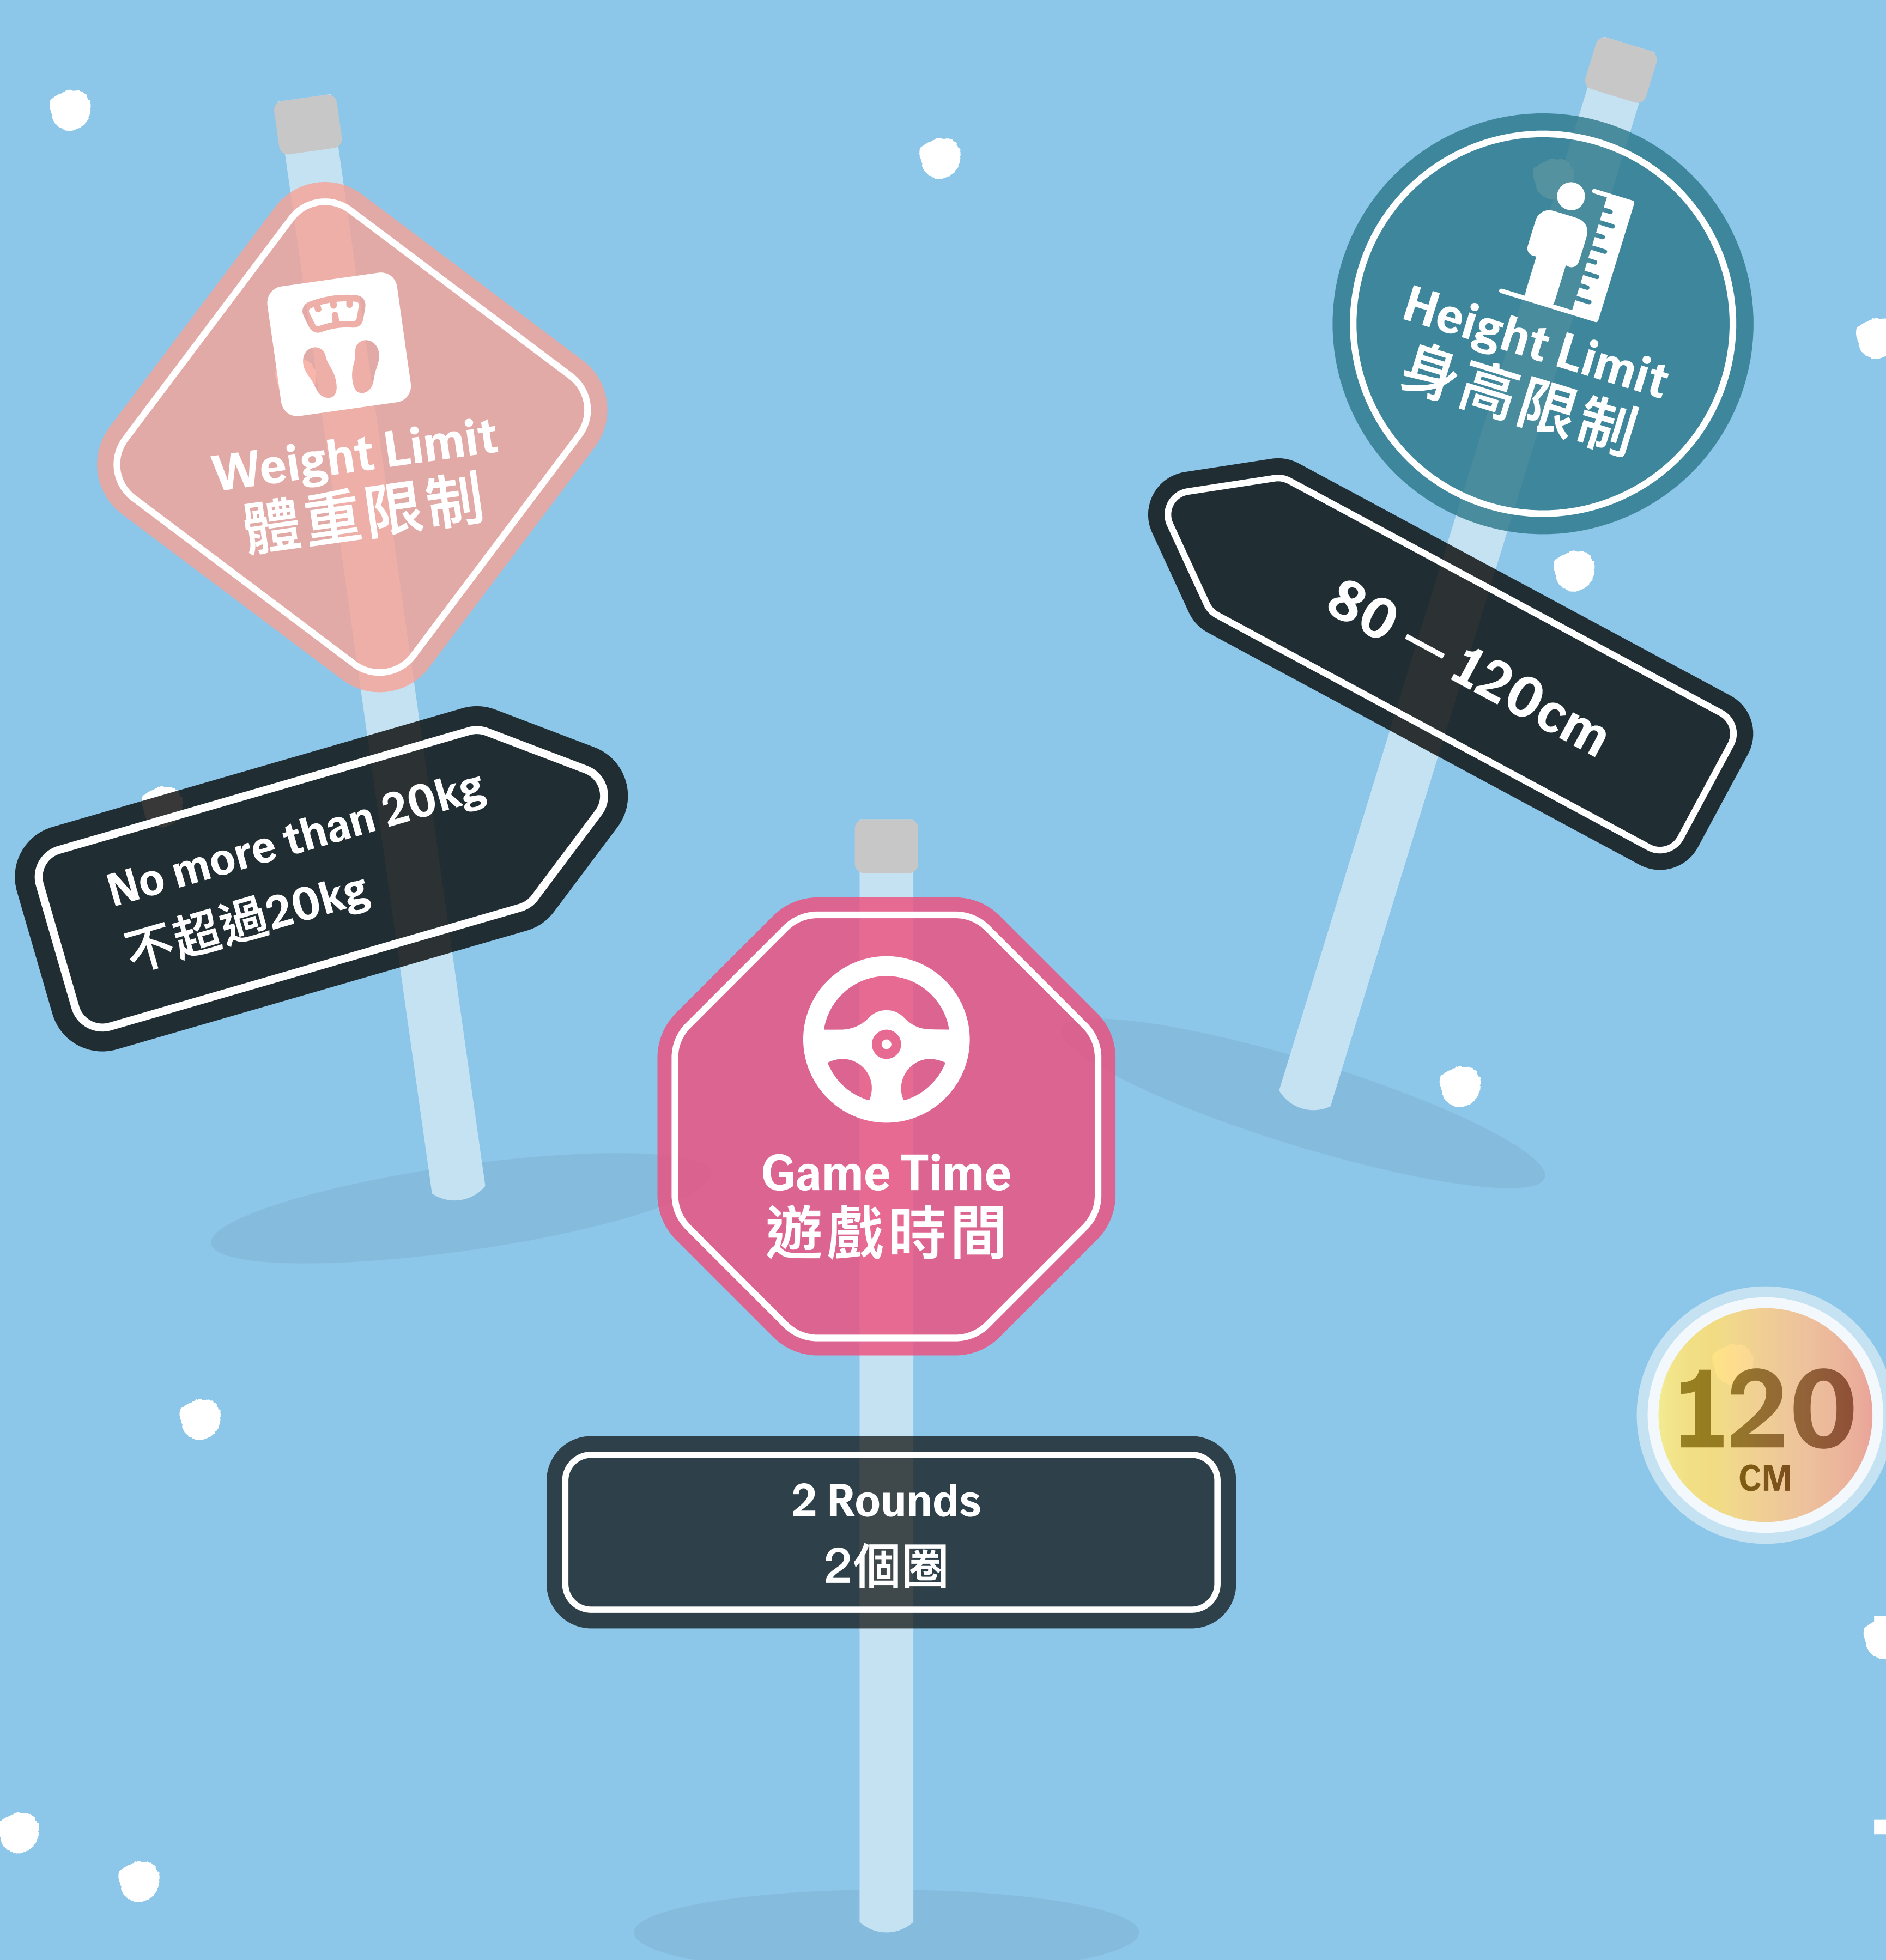 Weight Limit
體重限制
No more than 20kg
不超過20kg
Height Limit
身高限制
80 — 120cm
Game Time
遊戲時間
2 Rounds
2個圈
120
CM